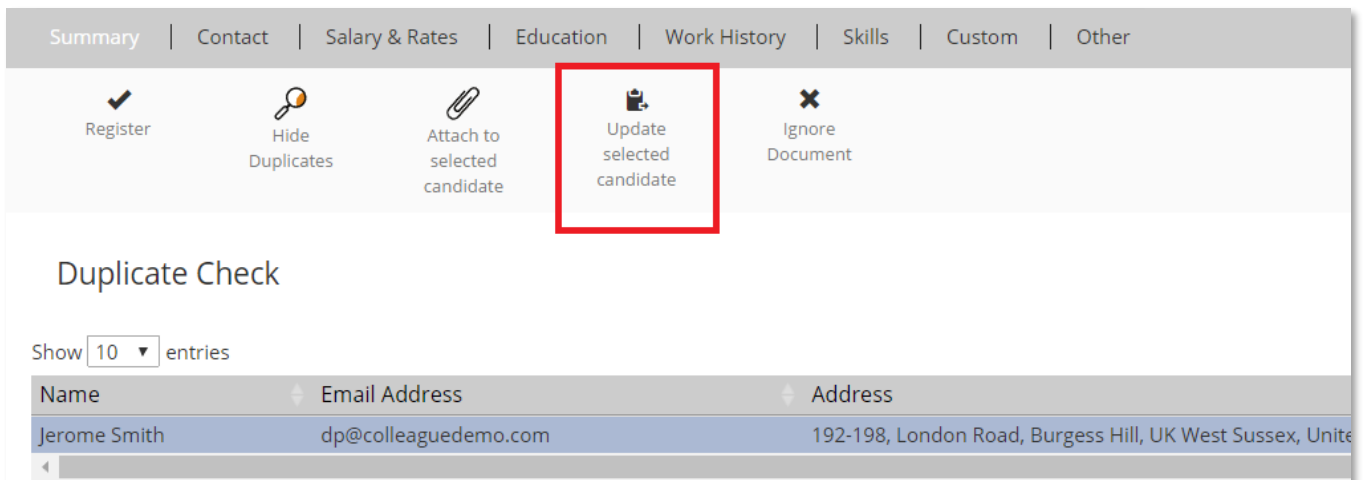 Summary | Contact | Salary & Rates | Education | Work History | Skills | Custom | Other
Register
Hide
Duplicates
Attach to
selected
candidate
Update
selected
candidate
Ignore
Document
Duplicate Check
Show 10 entries
Name Email Address Address
Jerome Smith dp@colleaguedemo.com 192-198, London Road, Burgess Hill, UK West Sussex, Unite